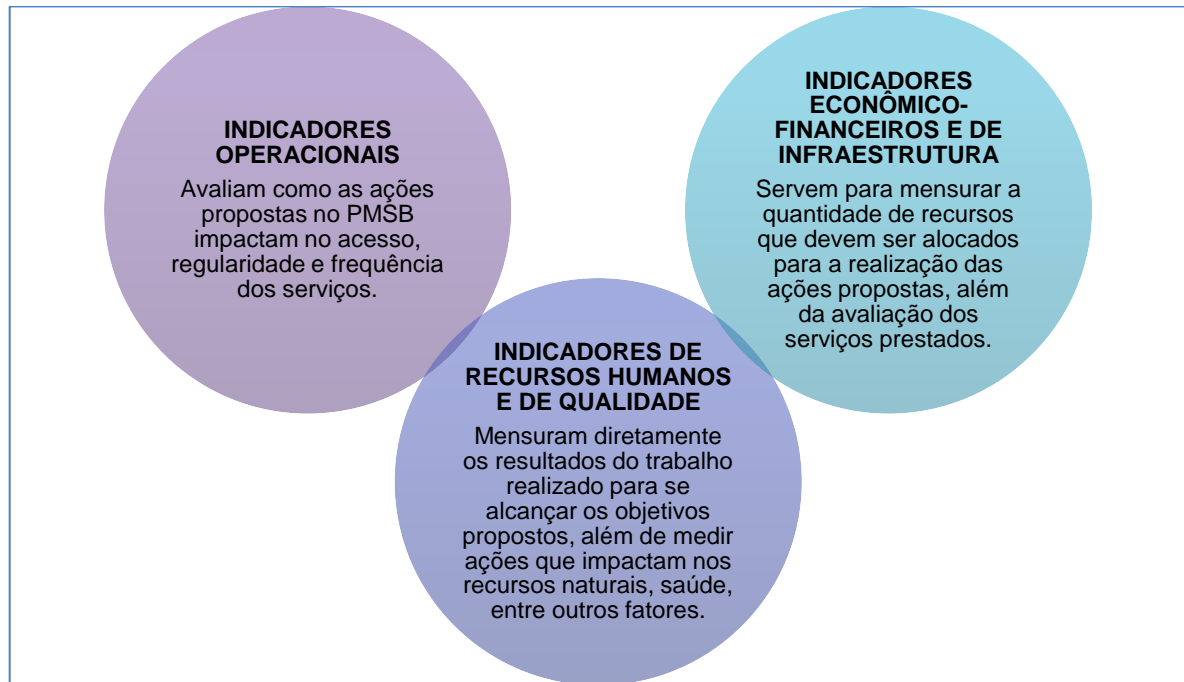 INDICADORES
OPERACIONAIS
Avaliam como as ações
propostas no PMSB
impactam no acesso,
regularidade e frequência
dos serviços.
INDICADORES
ECONÔMICO-
FINANCEIROS E DE
INFRAESTRUTURA
Servem para mensurar a
quantidade de recursos
que devem ser alocados
para a realização das
ações propostas, além
da avaliação dos
serviços prestados.
INDICADORES DE
RECURSOS HUMANOS
E DE QUALIDADE
Mensuram diretamente
os resultados do trabalho
realizado para se
alcançar os objetivos
propostos, além de medir
ações que impactam nos
recursos naturais, saúde,
entre outros fatores.